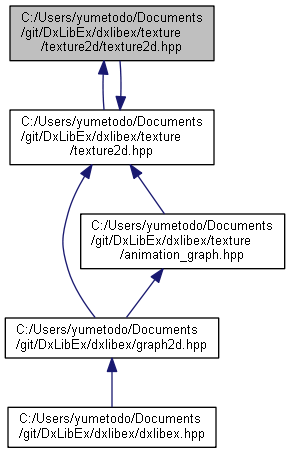 C:/Users/yumetodo/Documents
/git/DxLibEx/dxlibex/texture
/texture2d/texture2d.hpp
C:/Users/yumetodo/Documents
/git/DxLibEx/dxlibex/texture
/texture2d.hpp
C:/Users/yumetodo/Documents
/git/DxLibEx/dxlibex/texture
/animation_graph.hpp
C:/Users/yumetodo/Documents
/git/DxLibEx/dxlibex/graph2d.hpp
C:/Users/yumetodo/Documents
/git/DxLibEx/dxlibex/dxlibex.hpp